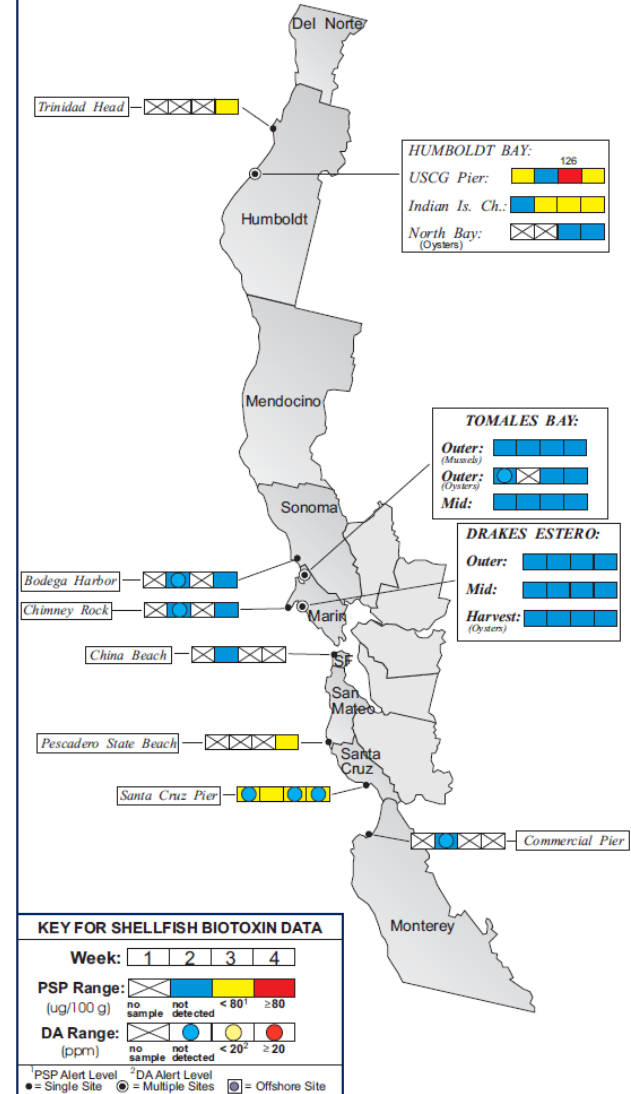 Del Norte
Trinidad Head
HUMBOLDT BAY:
126
USCG Pier:
Indian Is. Ch.:
North Bay:
(Oysters)
Humboldt
Mendocino
TOMALES BAY:
Outer:
(Mussels)
Outer:
(Oysters)
Mid:
Sonoma
DRAKES ESTERO:
Outer:
Mid:
Harvest:
(Oysters)
Bodega Harbor
Chimney Rock
Marin
China Beach
SF
San
Mateo
Pescadero State Beach
Santa
Cruz
Santa Cruz Pier
Commercial Pier
Monterey
KEY FOR SHELLFISH BIOTOXIN DATA
Week: 1 2 3 4
PSP Range:
(ug/100 g) no sample not detected < 80¹ ≥80
DA Range:
(ppm) no sample not detected < 20² ≥ 20
¹PSP Alert Level ²DA Alert Level
= Single Site = Multiple Sites = Offshore Site